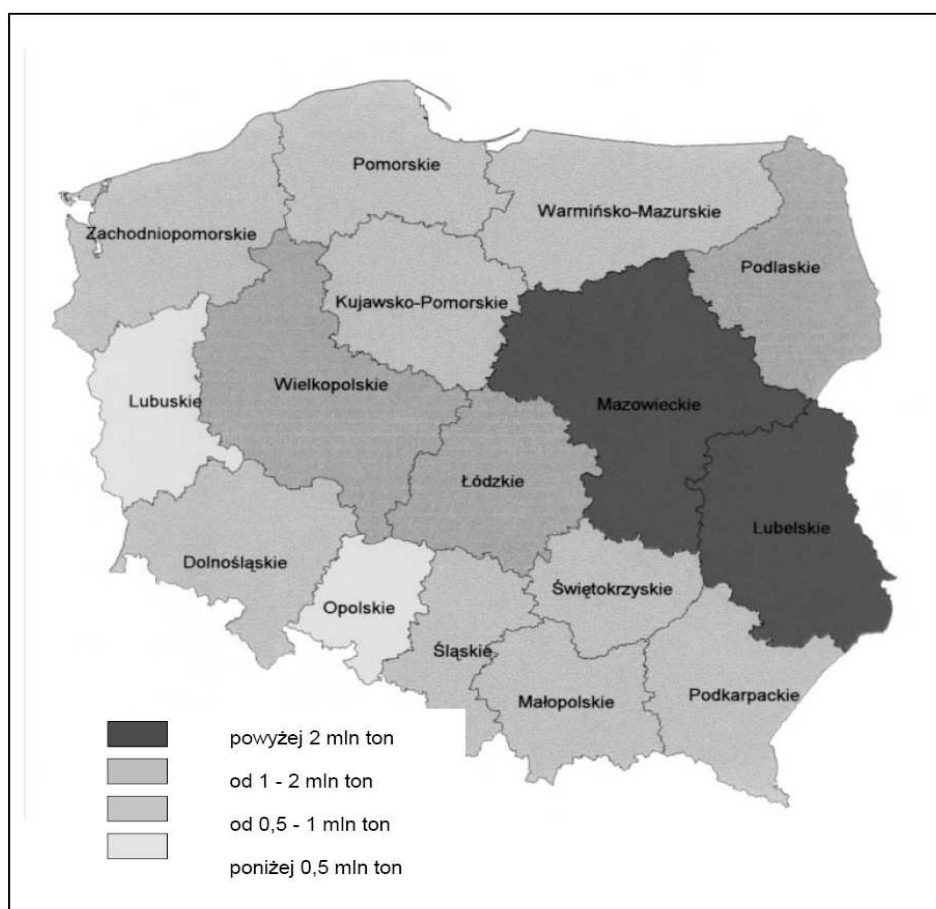 Pomorskie
Warmińsko-Mazurskie
Zachodniopomorskie
Podlaskie
Kujawsko-Pomorskie
Wielkopolskie
Lubuskie
Mazowieckie
Łódzkie
Lubelskie
Dolnośląskie
Świętokrzyskie
Opolskie
Śląskie
Małopolskie
Podkarpackie
powyżej 2 mln ton
od 1 - 2 mln ton
od 0,5 - 1 mln ton
poniżej 0,5 mln ton